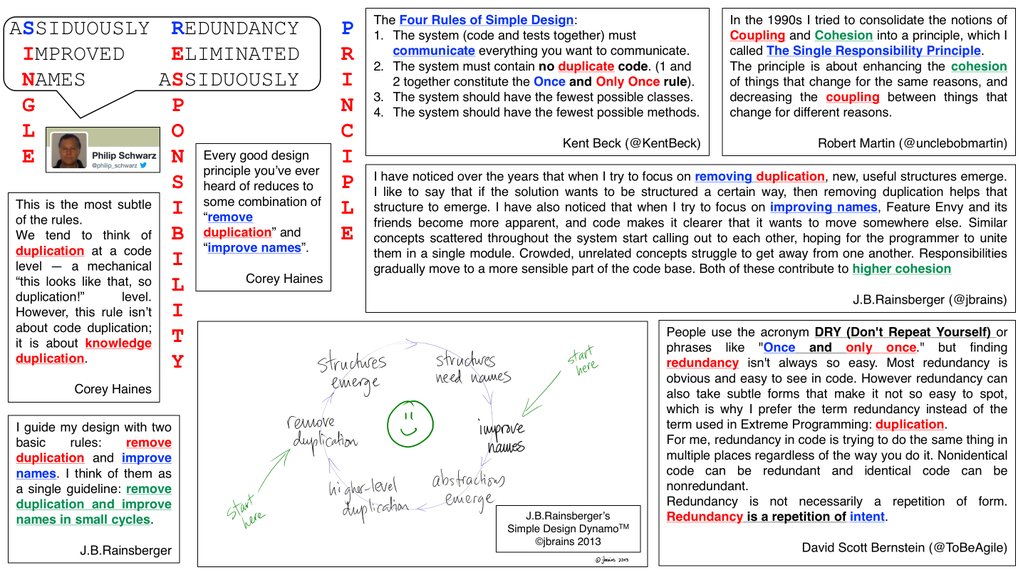 ASSIDUOUSLY REDUNDANCY
IMPROVED ELIMINATED
NAMES ASSIDUOUSLY
SINGLE
RESPONSIBILITY
PRINCIPLE
Philip Schwarz
@philip_schwarz
The Four Rules of Simple Design:
1. The system (code and tests together) must
communicate everything you want to communicate.
2. The system must contain no duplicate code. (1 and
2 together constitute the Once and Only Once rule).
3. The system should have the fewest possible classes.
4. The system should have the fewest possible methods.
Kent Beck (@KentBeck)
In the 1990s I tried to consolidate the notions of
Coupling and Cohesion into a principle, which I
called The Single Responsibility Principle.
The principle is about enhancing the cohesion
of things that change for the same reasons, and
decreasing the coupling between things that
change for different reasons.
Robert Martin (@unclebobmartin)
Every good design
principle you've ever
heard of reduces to
some combination of
“remove
duplication” and
“improve names”.
Corey Haines
I have noticed over the years that when I try to focus on removing duplication, new, useful structures emerge.
I like to say that if the solution wants to be structured a certain way, then removing duplication helps that
structure to emerge. I have also noticed that when I try to focus on improving names, Feature Envy and its
friends become more apparent, and code makes it clearer that it wants to move somewhere else. Similar
concepts scattered throughout the system start calling out to each other, hoping for the programmer to unite
them in a single module. Crowded, unrelated concepts struggle to get away from one another. Responsibilities
gradually move to a more sensible part of the code base. Both of these contribute to higher cohesion
J.B.Rainsberger (@jbrains)
This is the most subtle
of the rules.
We tend to think of
duplication at a code
level — a mechanical
“this looks like that, so
duplication!” level.
However, this rule isn't
about code duplication;
it is about knowledge
duplication.
Corey Haines
I guide my design with two
basic rules: remove
duplication and improve
names. I think of them as
a single guideline: remove
duplication and improve
names in small cycles.
J.B.Rainsberger
structures
emerge
structures
need names
start
here
improve
names
abstractions
emerge
higher-level
duplication
remove
duplication
start
here
J.B.Rainsberger's
Simple Design Dynamo™
©jbrains 2013
© jbrains 2013
People use the acronym DRY (Don't Repeat Yourself) or
phrases like "Once and only once." but finding
redundancy isn't always so easy. Most redundancy is
obvious and easy to see in code. However redundancy can
also take subtle forms that make it not so easy to spot,
which is why I prefer the term redundancy instead of the
term used in Extreme Programming: duplication.
For me, redundancy in code is trying to do the same thing in
multiple places regardless of the way you do it. Nonidentical
code can be redundant and identical code can be
nonredundant.
Redundancy is not necessarily a repetition of form.
Redundancy is a repetition of intent.
David Scott Bernstein (@ToBeAgile)